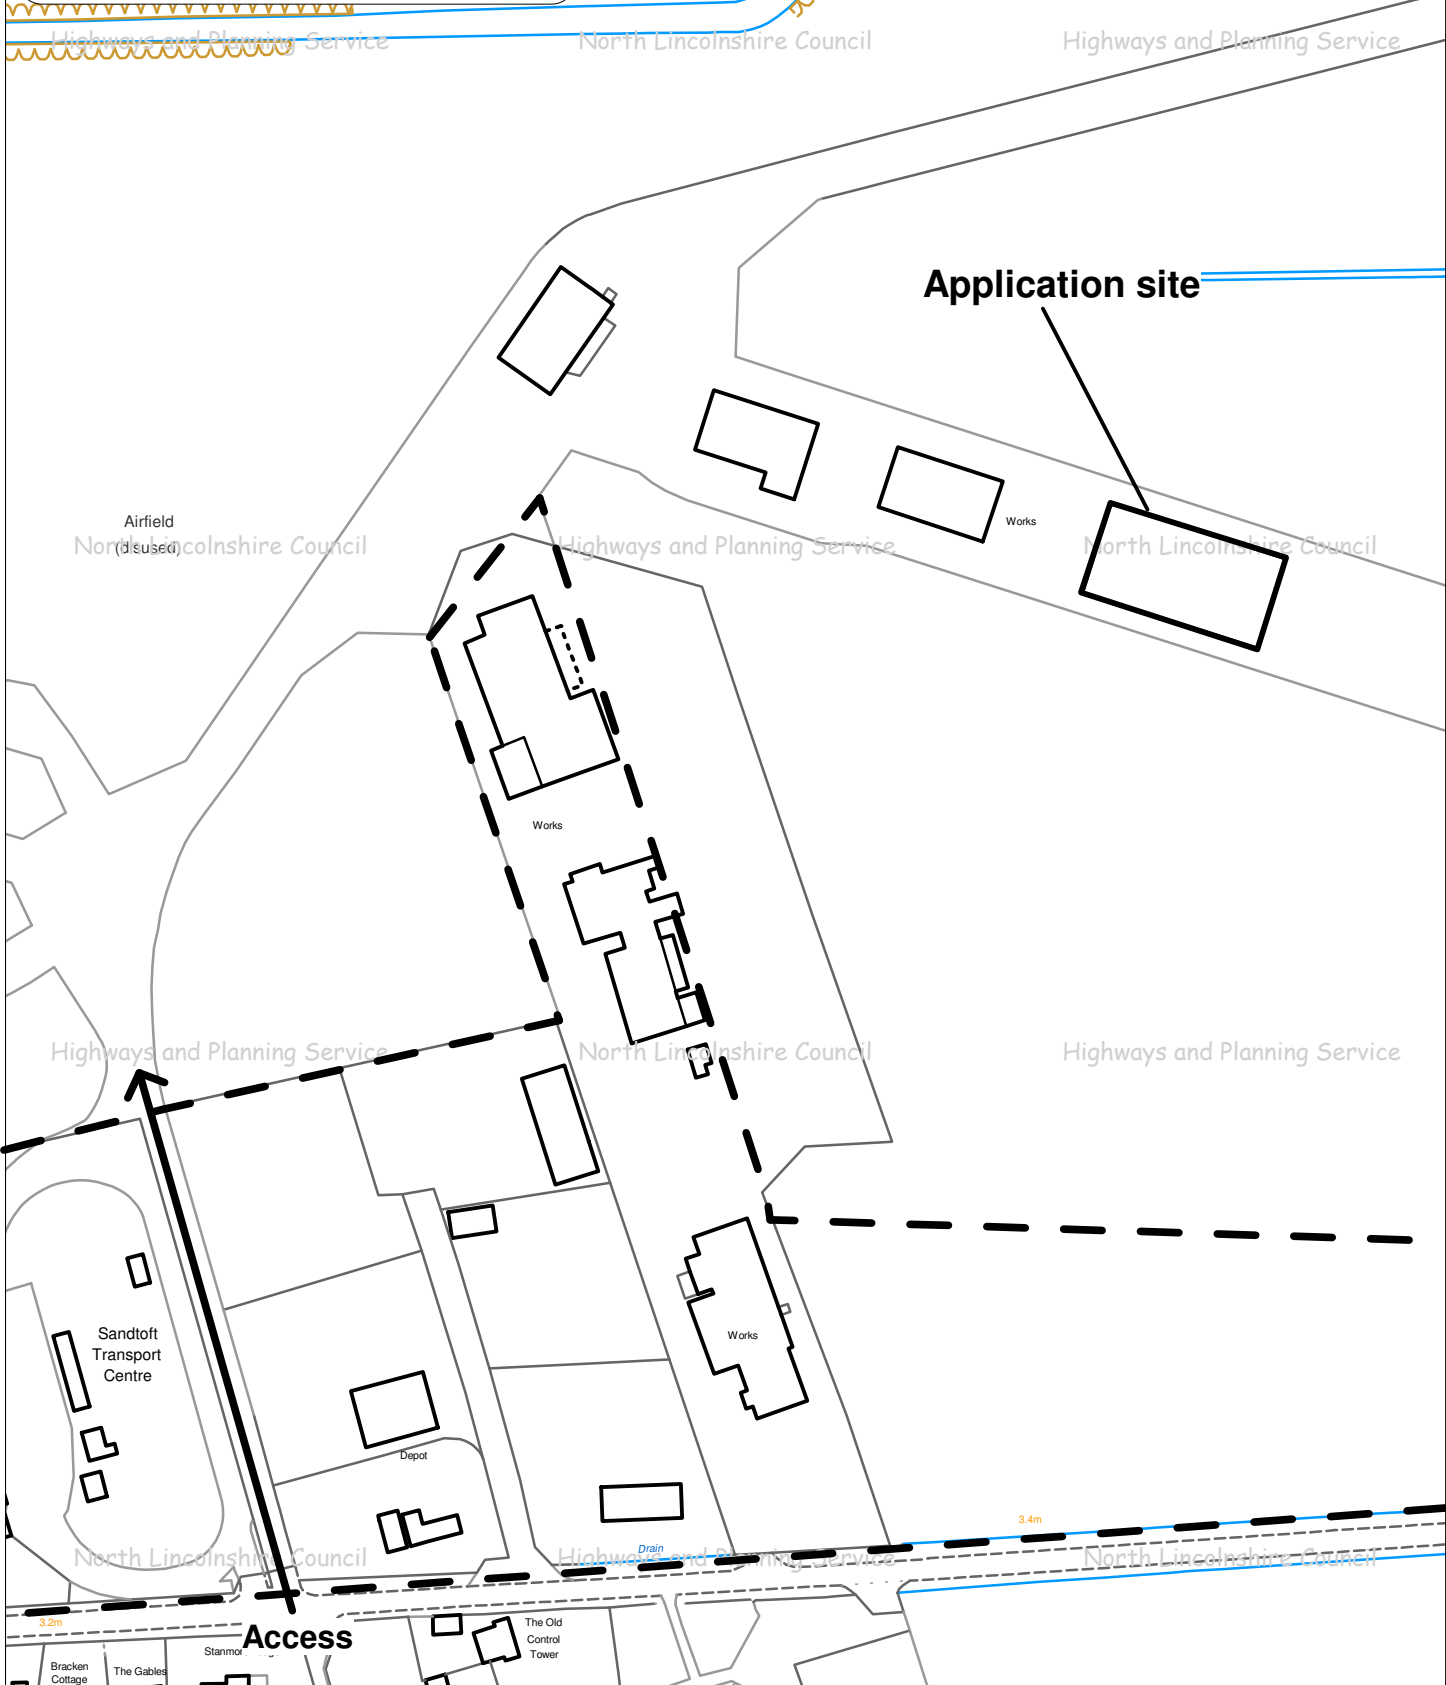 Highways and Planning Service
North Lincolnshire Council
Highways and Planning Service
Application site
Airfield
(disused)
Works
North Lincolnshire Council
Highways and Planning Service
North Lincolnshire Council
Works
Highways and Planning Service
North Lincolnshire Council
Highways and Planning Service
Sandtoft
Transport
Centre
Works
Depot
3.4m
Drain
North Lincolnshire Council
Highways and Planning Service
North Lincolnshire Council
3.2m
Access
The Old
Control
Tower
Bracken
Cottage
The Gables